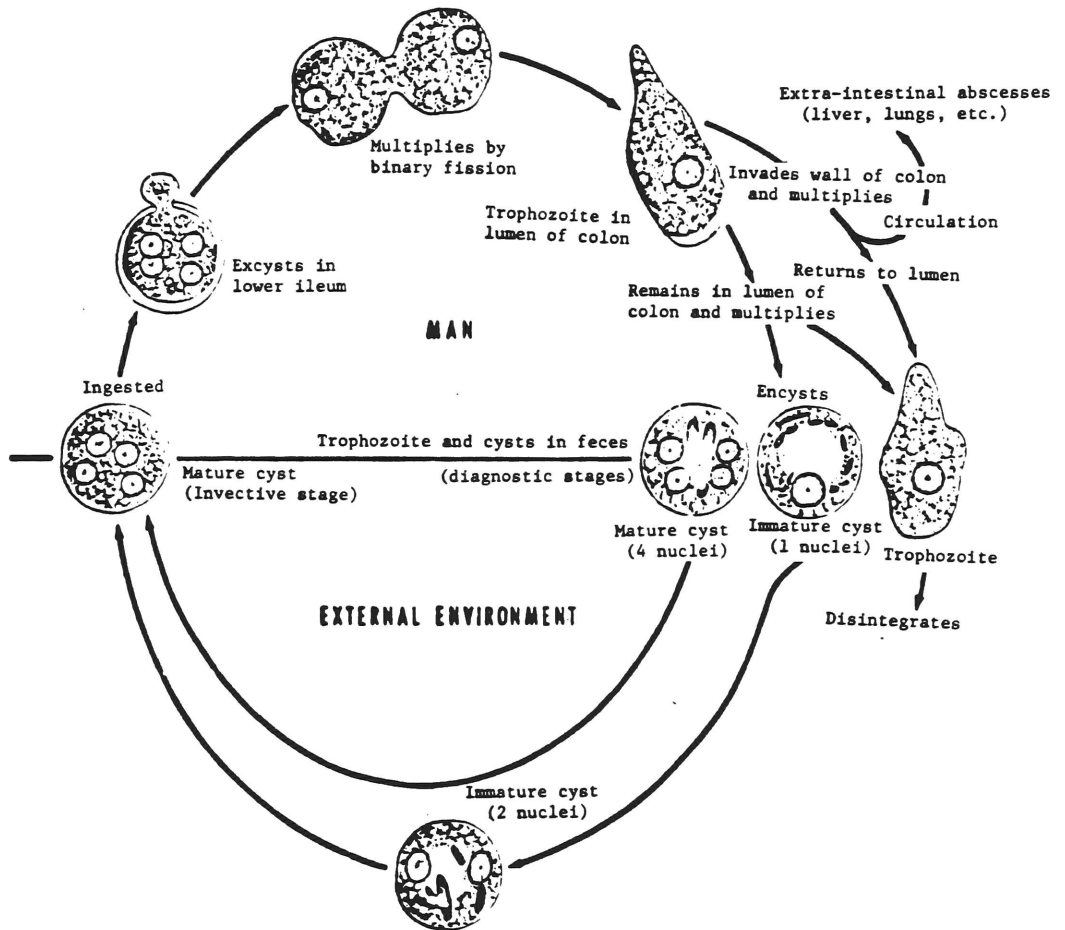 Multiplies by
binary fission
Extra-intestinal abscesses
(liver, lungs, etc.)
Invades wall of colon
and multiplies
Circulation
Trophozoite in
lumen of colon
Returns to lumen
Excysts in
lower ileum
Remains in lumen of
colon and multiplies
MAN
Ingested
Encysts
Trophozoite and cysts in feces
(diagnostic stages)
Mature cyst
(Invective stage)
Mature cyst
(4 nuclei)
Immature cyst
(1 nuclei)
Trophozoite
EXTERNAL ENVIRONMENT
Disintegrates
Immature cyst
(2 nuclei)